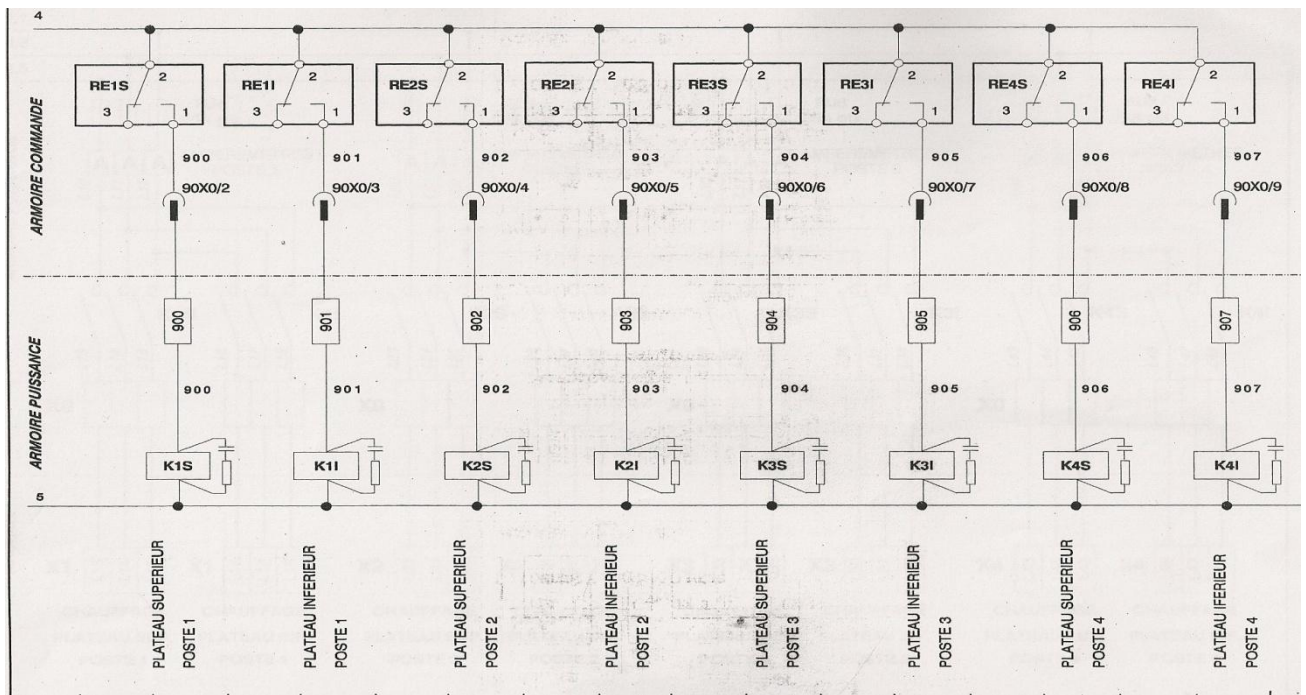 4
RE1S 2 3 1
RE1I 2 3 1
RE2S 2 3 1
RE2I 2 3 1
RE3S 2 3 1
RE3I 2 3 1
RE4S 2 3 1
RE4I 2 3 1
ARMOIRE COMMANDE
900 901 902 903 904 905 906 907
90X0/2 90X0/3 90X0/4 90X0/5 90X0/6 90X0/7 90X0/8 90X0/9
ARMOIRE PUISSANCE
900 901 902 903 904 905 906 907
900 901 902 903 904 905 906 907
K1S K1I K2S K2I K3S K3I K4S K4I
5
PLATEAU SUPERIEUR
POSTE 1
PLATEAU INFERIEUR
POSTE 1
PLATEAU SUPERIEUR
POSTE 2
PLATEAU INFERIEUR
POSTE 2
PLATEAU SUPERIEUR
POSTE 3
PLATEAU INFERIEUR
POSTE 3
PLATEAU SUPERIEUR
POSTE 4
PLATEAU IFERIEUR
POSTE 4